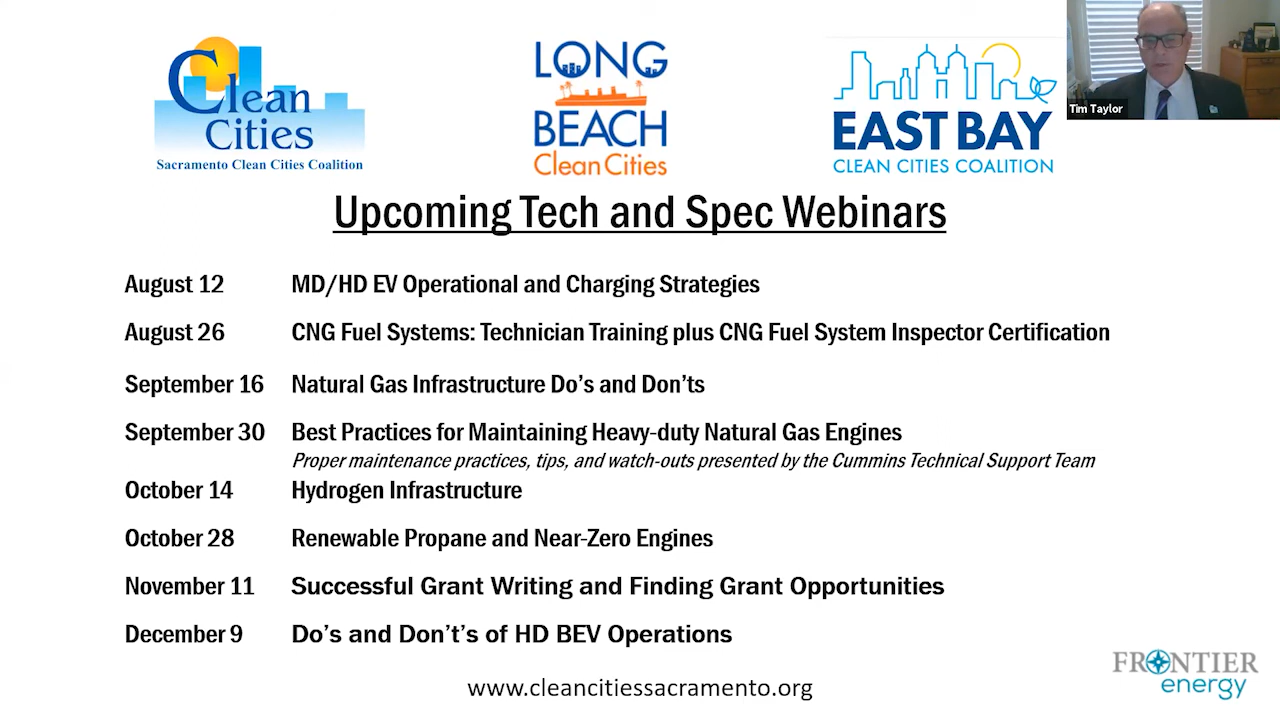 Clean
Cities
Sacramento Clean Cities Coalition
LONG
BEACH
Clean Cities
EAST BAY
CLEAN CITIES COALITION
Tim Taylor
Upcoming Tech and Spec Webinars
August 12 MD/HD EV Operational and Charging Strategies
August 26 CNG Fuel Systems: Technician Training plus CNG Fuel System Inspector Certification
September 16 Natural Gas Infrastructure Do's and Don'ts
September 30 Best Practices for Maintaining Heavy-duty Natural Gas Engines
Proper maintenance practices, tips, and watch-outs presented by the Cummins Technical Support Team
October 14 Hydrogen Infrastructure
October 28 Renewable Propane and Near-Zero Engines
November 11 Successful Grant Writing and Finding Grant Opportunities
December 9 Do's and Don't's of HD BEV Operations
www.cleancitiessacramento.org
FRONTIER
energy